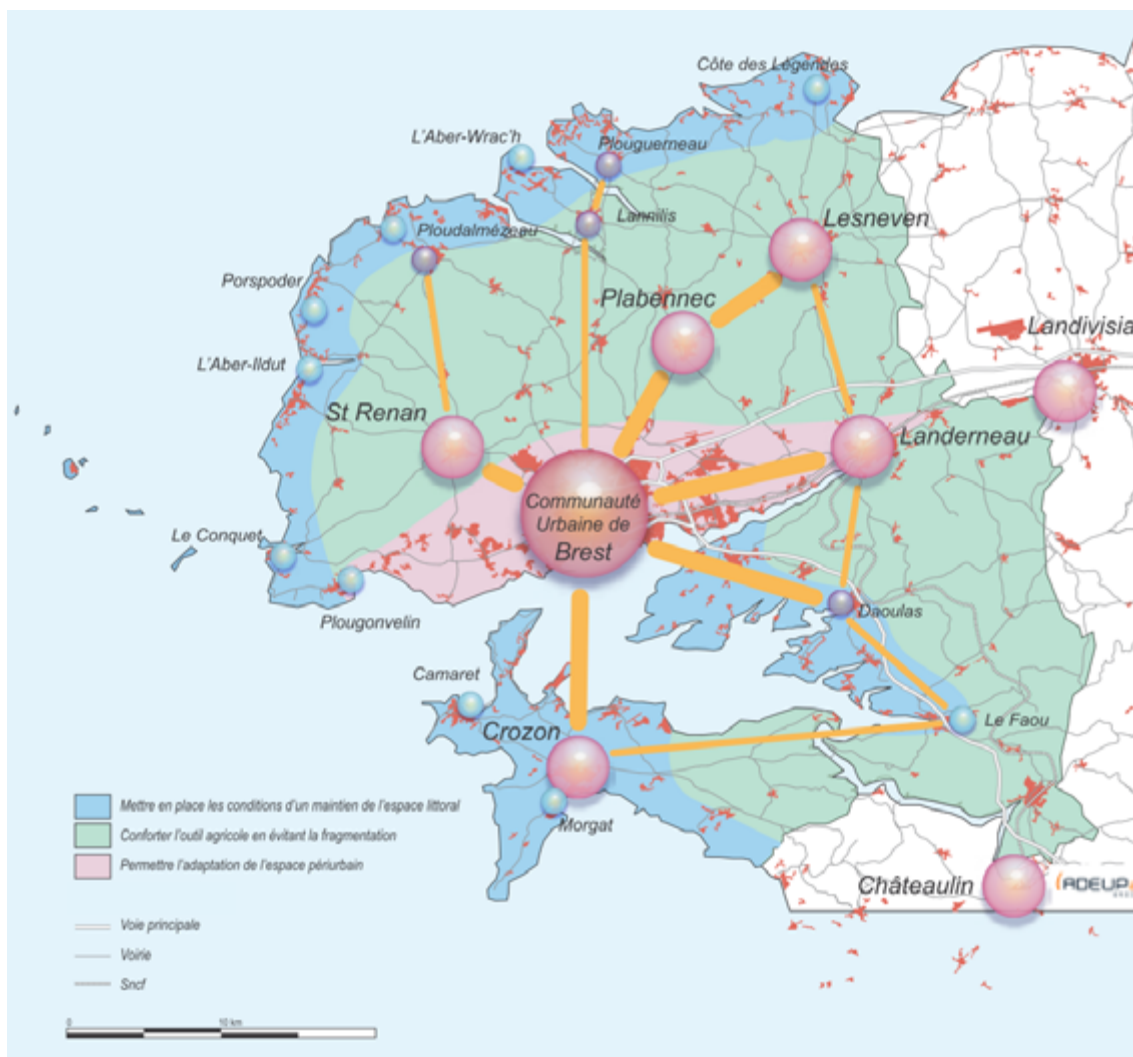 Côte des Légendes
L'Aber-Wrac'h
Plouguerneau
Lannilis
Lesneven
Ploudalmézeau
Porspoder
Plabennec
Landivisia
L'Aber-Ildut
St Renan
Landerneau
Communauté
Urbaine de
Brest
Le Conquet
Plougonvelin
Daoulas
Camaret
Crozon
Le Faou
Morgat
Mettre en place les conditions d'un maintien de l'espace littoral
Conforter l'outil agricole en évitant la fragmentation
Permettre l'adaptation de l'espace périurbain
Châteaulin
ADEUP
Voie principale
Voirie
Sncf
0 10 km